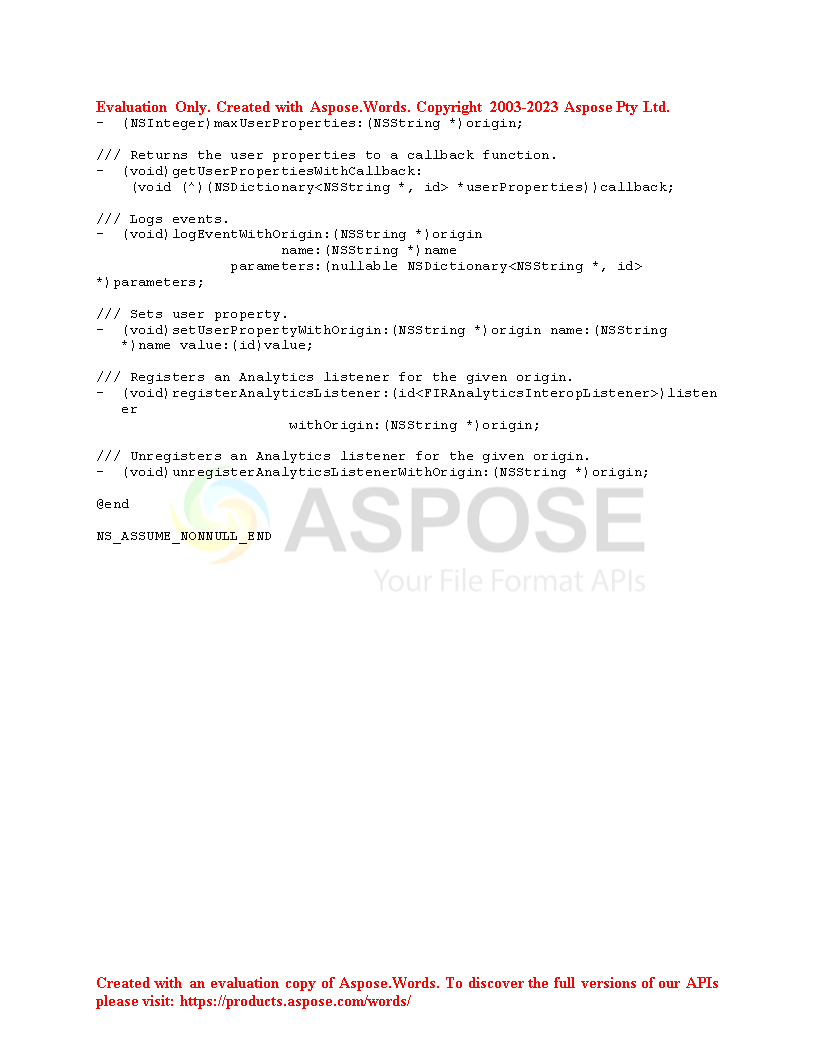 Evaluation Only. Created with Aspose.Words. Copyright 2003-2023 Aspose Pty Ltd.
- (NSInteger)maxUserProperties:(NSString *)origin;
/// Returns the user properties to a callback function.
- (void)getUserPropertiesWithCallback:
(void (^)(NSDictionary<NSString *, id> *userProperties))callback;
/// Logs events.
- (void)logEventWithOrigin:(NSString *)origin
name:(NSString *)name
parameters:(nullable NSDictionary<NSString *, id>
*)parameters;
/// Sets user property.
- (void)setUserPropertyWithOrigin:(NSString *)origin name:(NSString
*)name value:(id)value;
/// Registers an Analytics listener for the given origin.
- (void)registerAnalyticsListener:(id<FIRAnalyticsInteropListener>)listen
er
withOrigin:(NSString *)origin;
/// Unregisters an Analytics listener for the given origin.
- (void)unregisterAnalyticsListenerWithOrigin:(NSString *)origin;
@end
NS_ASSUME_NONNULL_END
ASPOSE
Your File Format APIs
Created with an evaluation copy of Aspose.Words. To discover the full versions of our APIs
please visit: https://products.aspose.com/words/